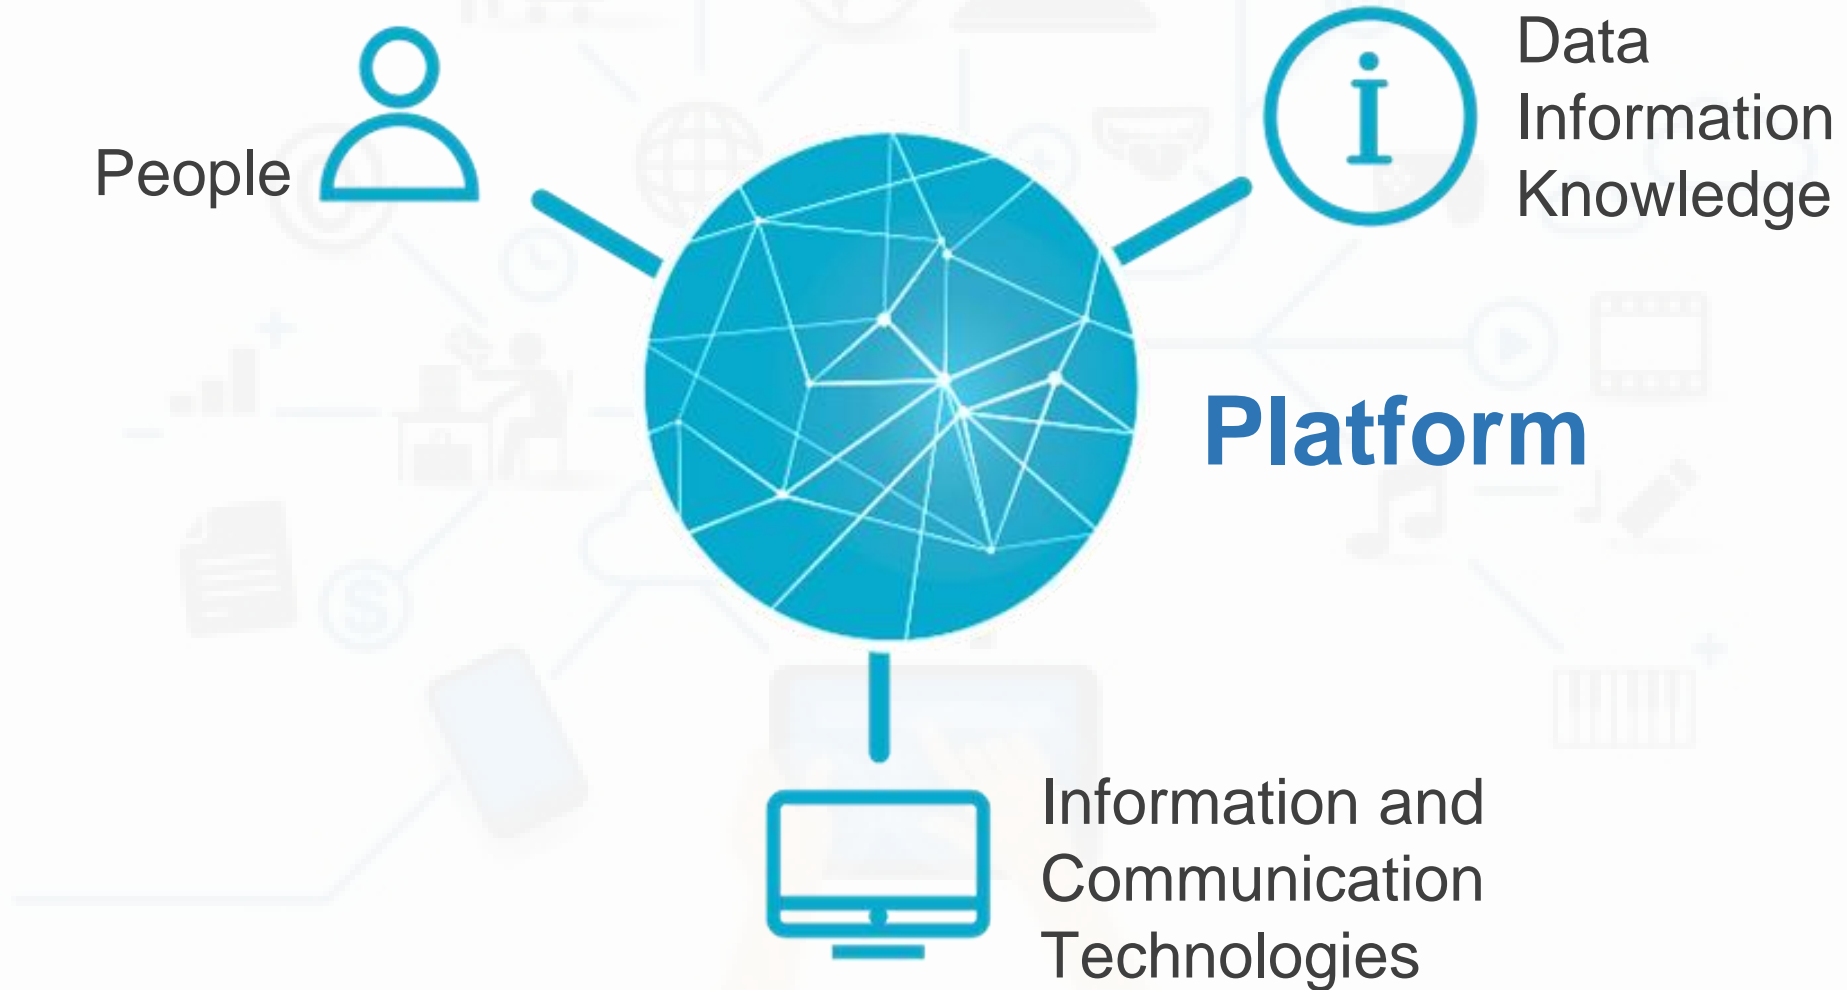 People
Data
Information
Knowledge
Platform
Information and
Communication
Technologies